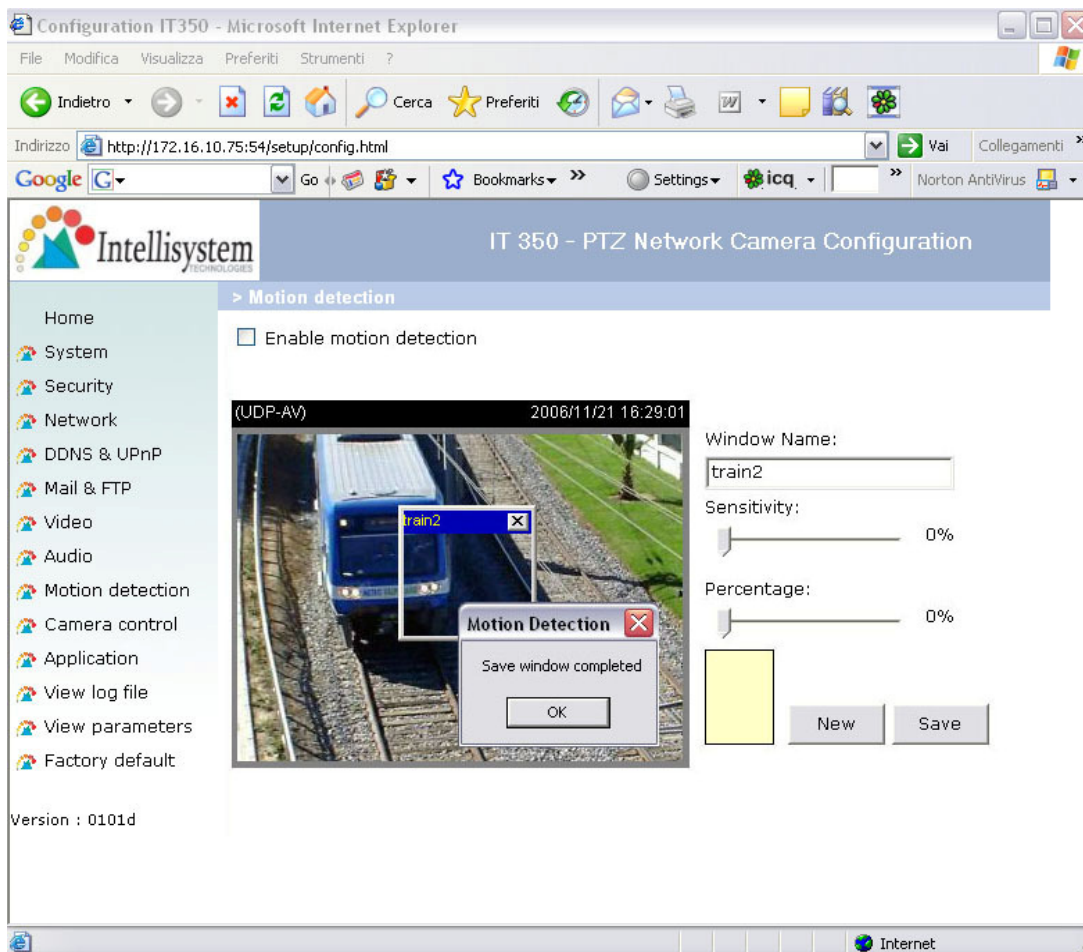 Configuration IT350 - Microsoft Internet Explorer
File Modifica Visualizza Preferiti Strumenti ?
Indietro Cerca Preferiti
Indirizzo http://172.16.10.75:54/setup/config.html Vai Collegamenti »
Google G Go Bookmarks » Settings icq » Norton AntiVirus
Intellisystem
TECHNOLOGIES
IT 350 - PTZ Network Camera Configuration
> Motion detection
Home
System
Security
Network
DDNS & UPnP
Mail & FTP
Video
Audio
Motion detection
Camera control
Application
View log file
View parameters
Factory default
Version : 0101d
Enable motion detection
(UDP-AV) 2006/11/21 16:29:01
train2
Motion Detection
Save window completed
OK
Window Name:
train2
Sensitivity:
0%
Percentage:
0%
New Save
Internet